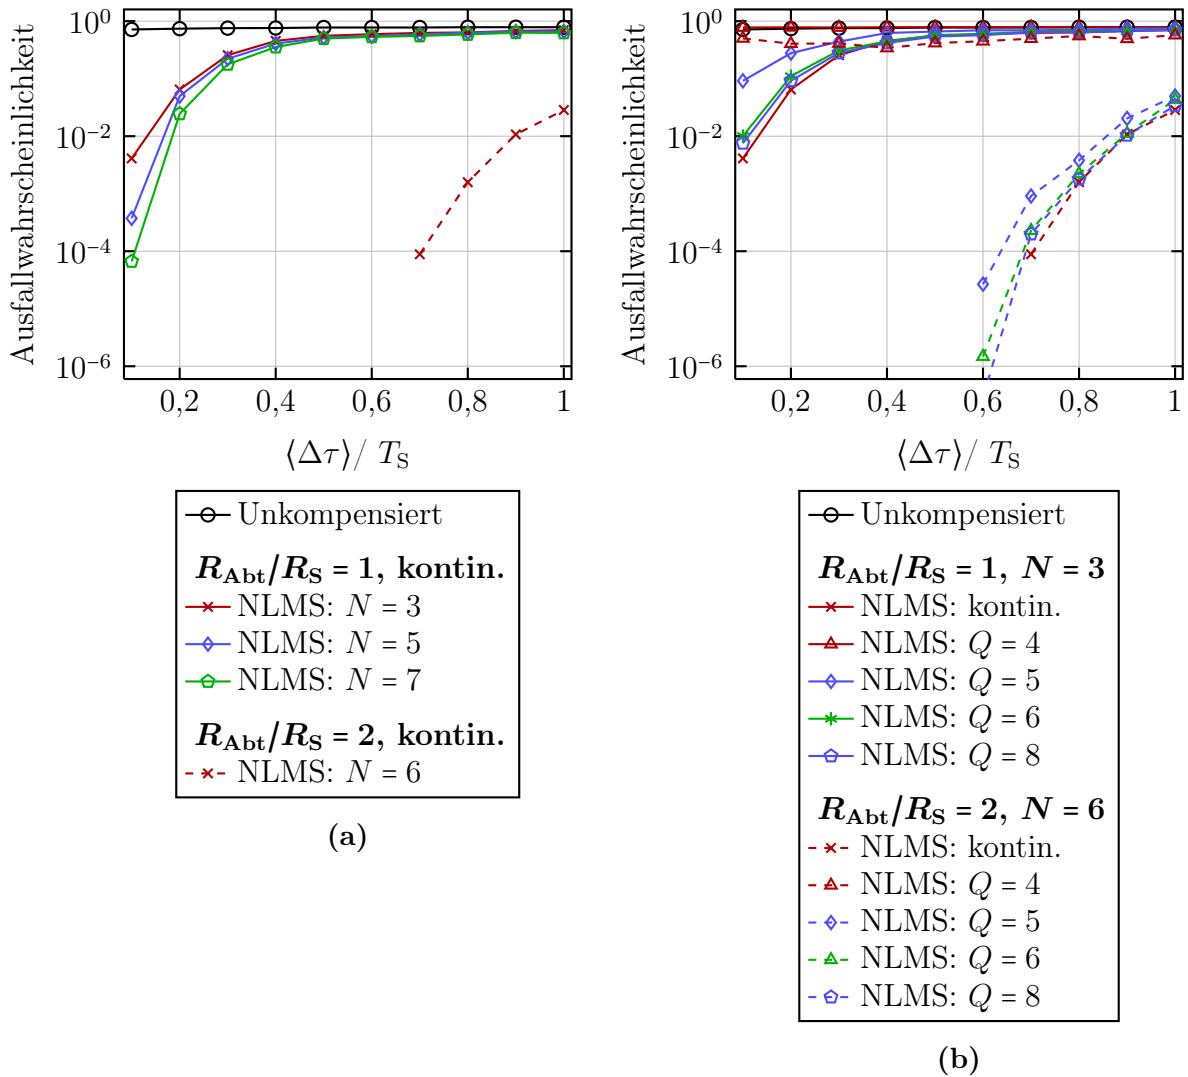 Ausfallwahrscheinlichkeit
10⁰
10⁻²
10⁻⁴
10⁻⁶
0,2 0,4 0,6 0,8 1
⟨Δτ⟩/ T_S
Unkompensiert
R_Abt/R_S = 1, kontin.
NLMS: N = 3
NLMS: N = 5
NLMS: N = 7
R_Abt/R_S = 2, kontin.
NLMS: N = 6
(a)
Ausfallwahrscheinlichkeit
10⁰
10⁻²
10⁻⁴
10⁻⁶
0,2 0,4 0,6 0,8 1
⟨Δτ⟩/ T_S
Unkompensiert
R_Abt/R_S = 1, N = 3
NLMS: kontin.
NLMS: Q = 4
NLMS: Q = 5
NLMS: Q = 6
NLMS: Q = 8
R_Abt/R_S = 2, N = 6
NLMS: kontin.
NLMS: Q = 4
NLMS: Q = 5
NLMS: Q = 6
NLMS: Q = 8
(b)